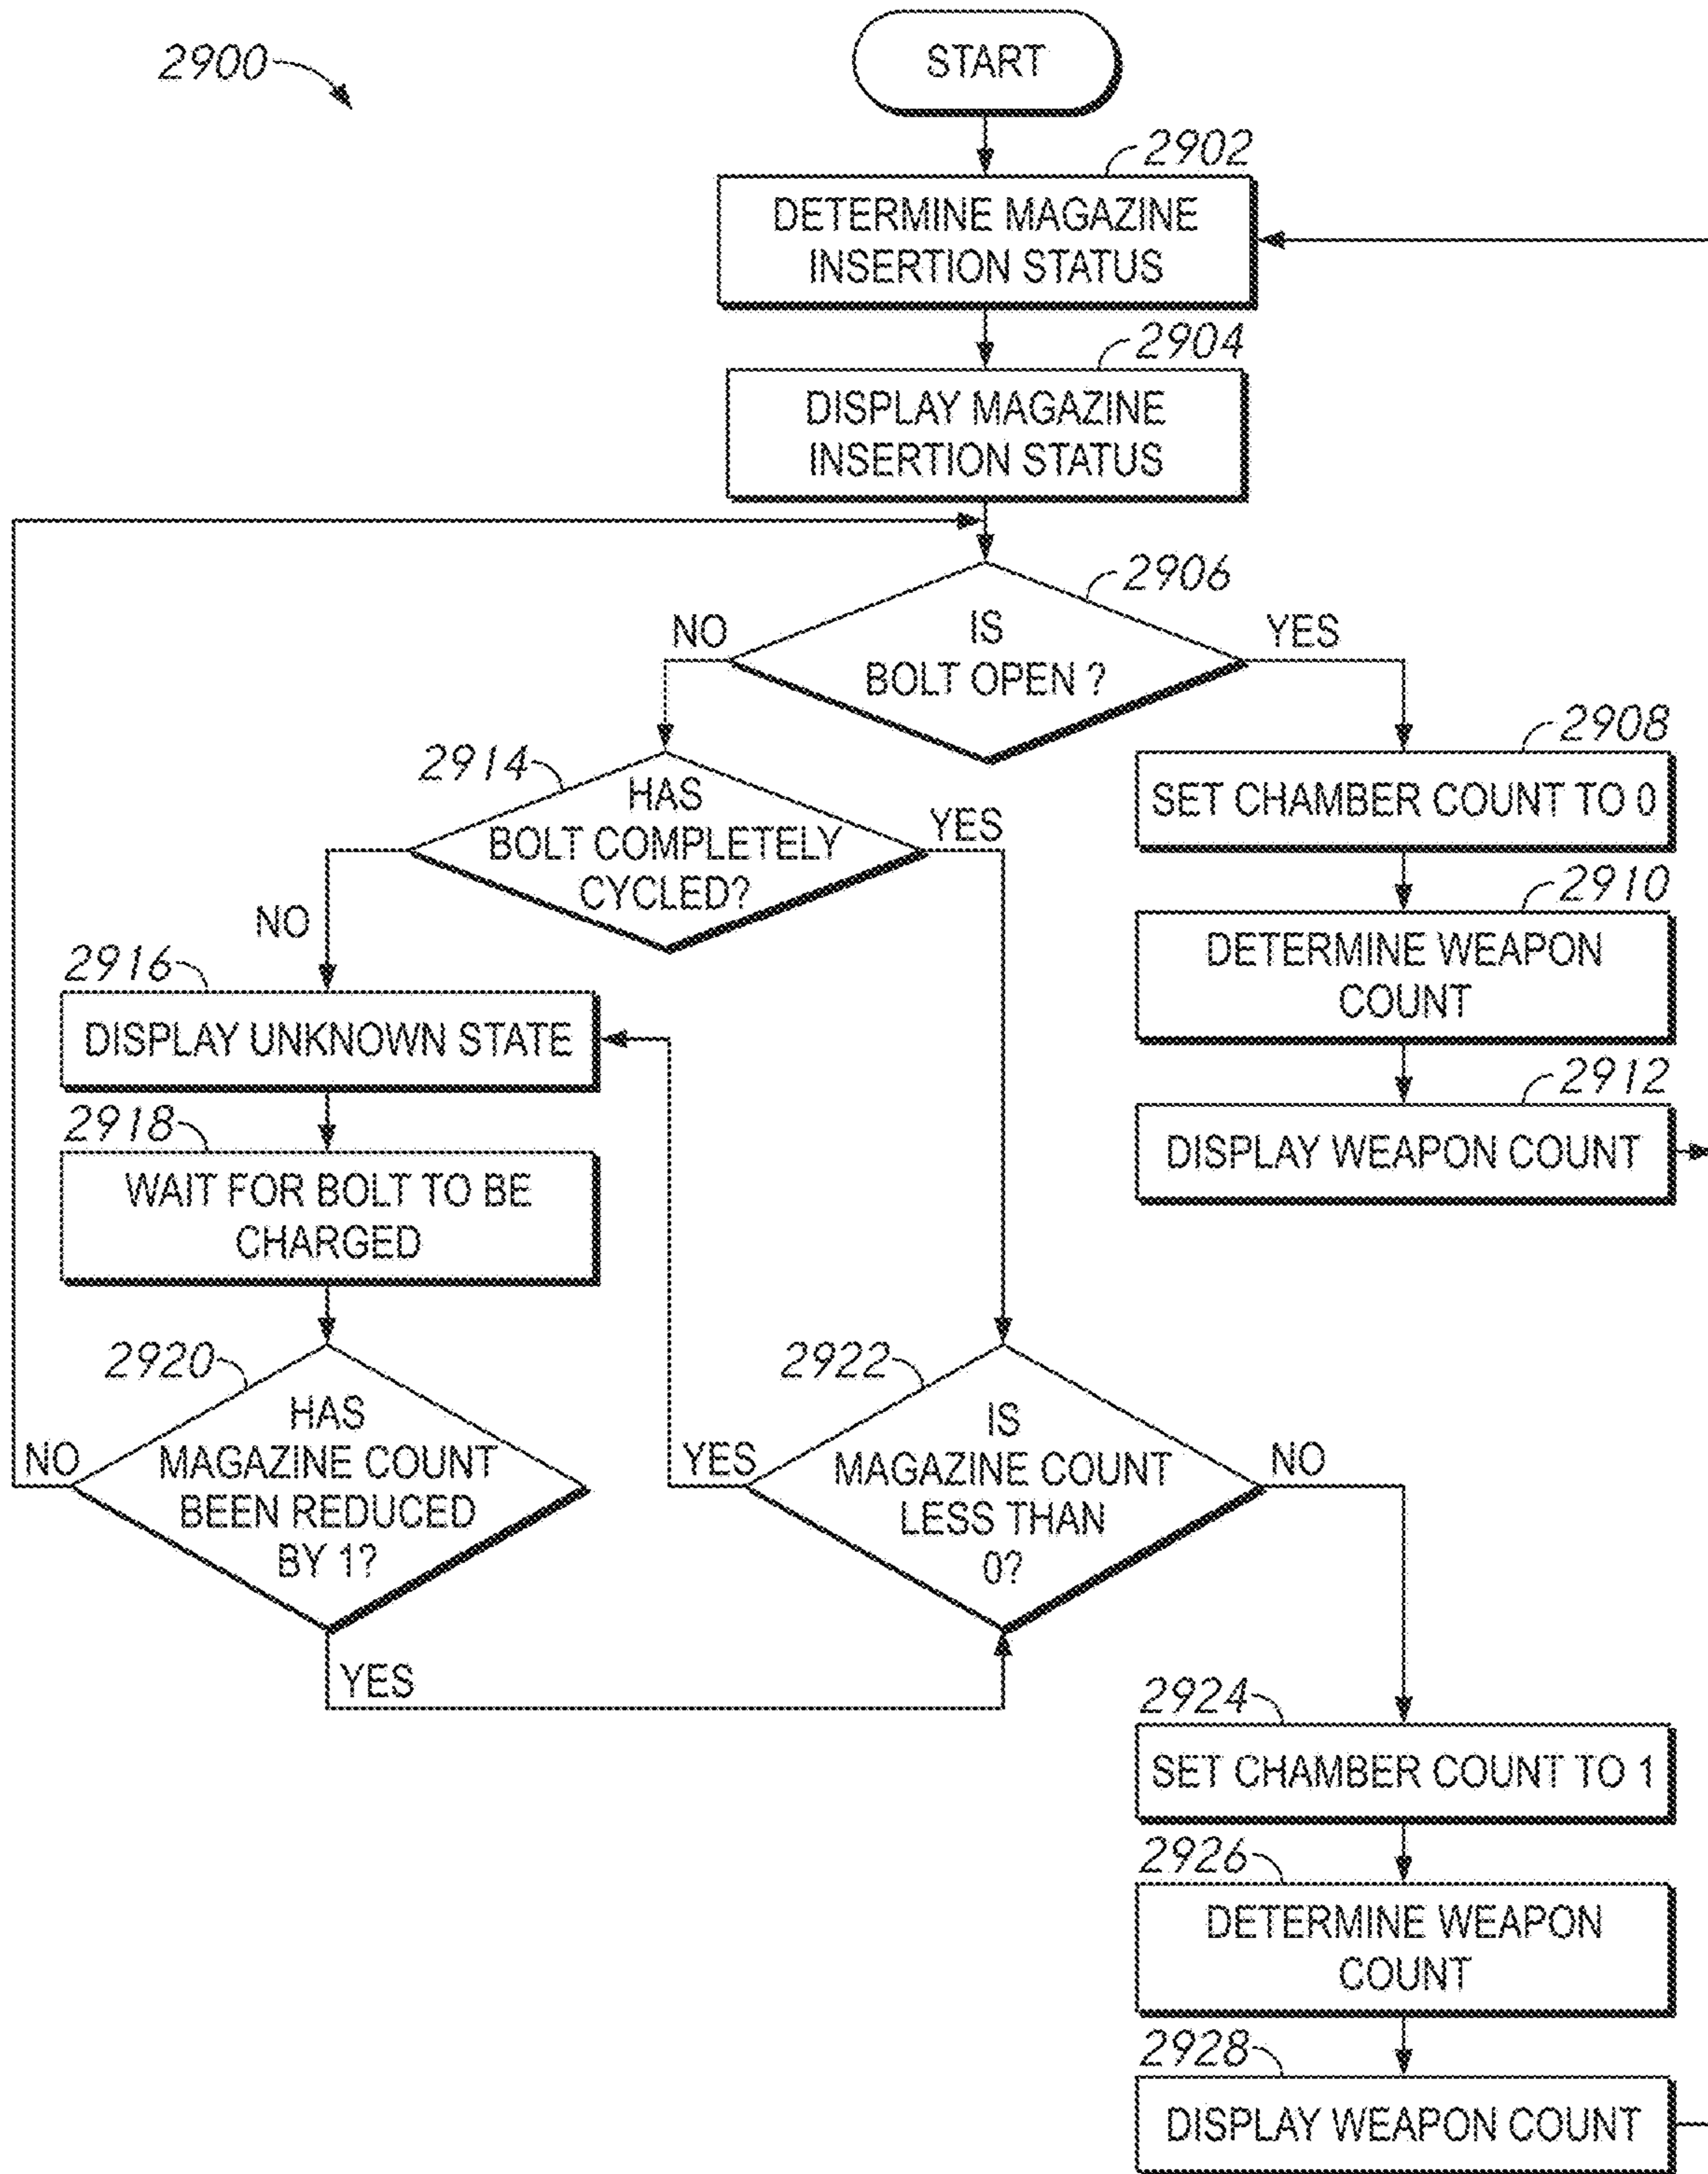 2900
START
2902
DETERMINE MAGAZINE
INSERTION STATUS
2904
DISPLAY MAGAZINE
INSERTION STATUS
2906
IS
BOLT OPEN ?
NO
YES
2908
SET CHAMBER COUNT TO 0
2910
DETERMINE WEAPON
COUNT
2912
DISPLAY WEAPON COUNT
2914
HAS
BOLT COMPLETELY
CYCLED?
YES
NO
2916
DISPLAY UNKNOWN STATE
2918
WAIT FOR BOLT TO BE
CHARGED
2920
HAS
MAGAZINE COUNT
BEEN REDUCED
BY 1?
NO
YES
2922
IS
MAGAZINE COUNT
LESS THAN
0?
YES
NO
2924
SET CHAMBER COUNT TO 1
2926
DETERMINE WEAPON
COUNT
2928
DISPLAY WEAPON COUNT